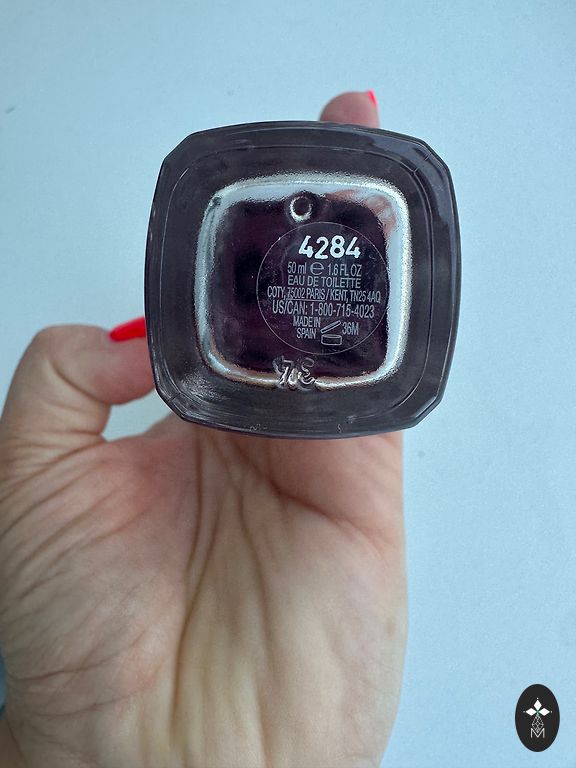 4284
50 ml ℮ 1.6 FL OZ
EAU DE TOILETTE
COTY, 75002 PARIS / KENT, TN25 4AQ
US/CAN: 1-800-715-4023
MADE IN
SPAIN 36M